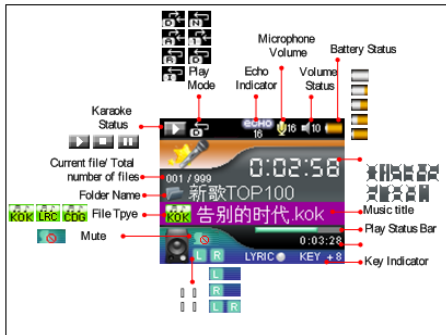 Microphone
Volume
Battery Status
Play
Mode
Echo
Indicator
Volume
Status
Karaoke
Status
ECHO
16
16
10
Current file/ Total
number of files
001 / 999
0:02:58
Folder Name
新歌TOP100
KOK LRC CDG
File Tpye
KOK
告别的时代.kok
Music title
Mute
Play Status Bar
0:03:28
L R
LYRIC
KEY +8
Key Indicator
L
R
L R